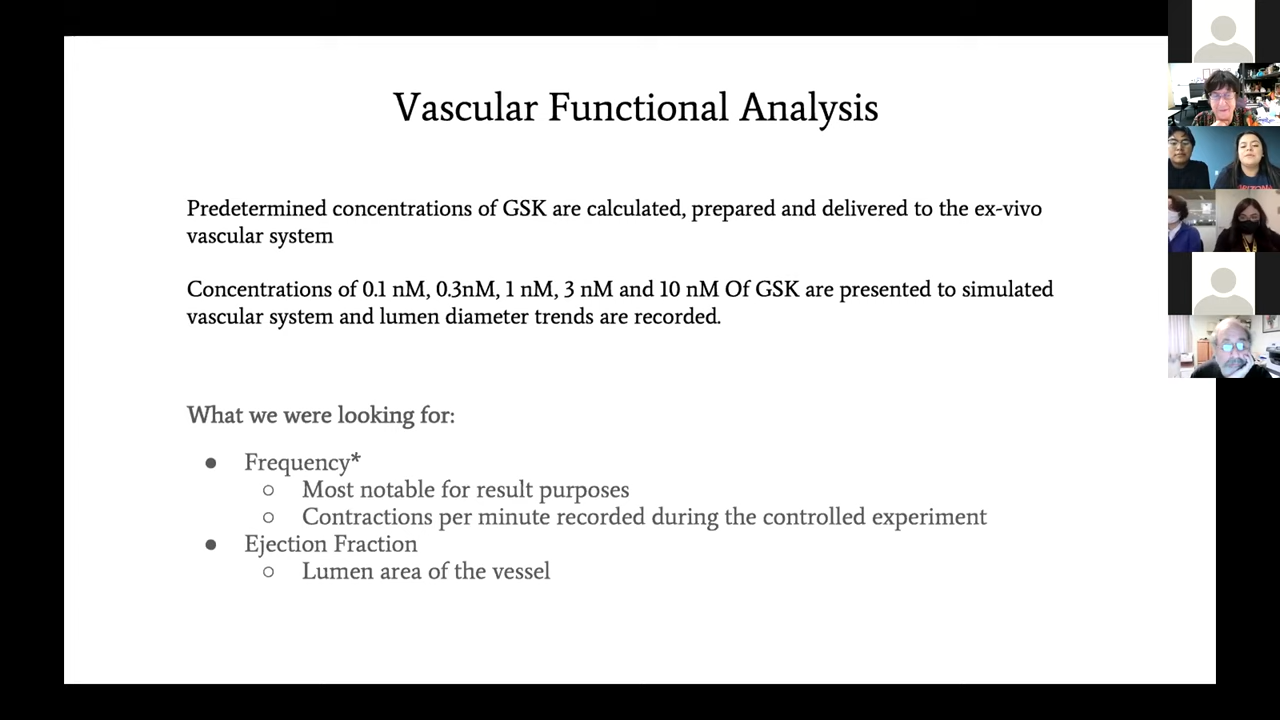 Vascular Functional Analysis
Predetermined concentrations of GSK are calculated, prepared and delivered to the ex-vivo
vascular system
Concentrations of 0.1 nM, 0.3nM, 1 nM, 3 nM and 10 nM Of GSK are presented to simulated
vascular system and lumen diameter trends are recorded.
What we were looking for:
● Frequency*
○ Most notable for result purposes
○ Contractions per minute recorded during the controlled experiment
● Ejection Fraction
○ Lumen area of the vessel